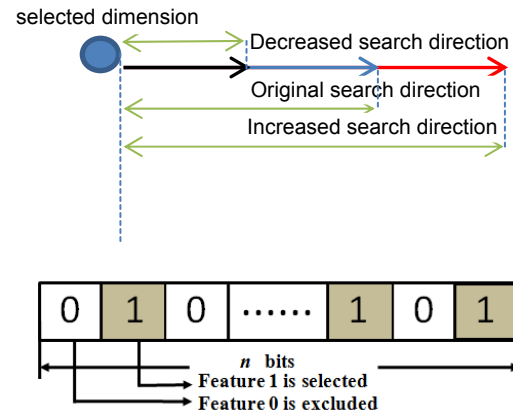 selected dimension
Decreased search direction
Original search direction
Increased search direction
0 1 0 ...... 1 0 1
n bits
Feature 1 is selected
Feature 0 is excluded